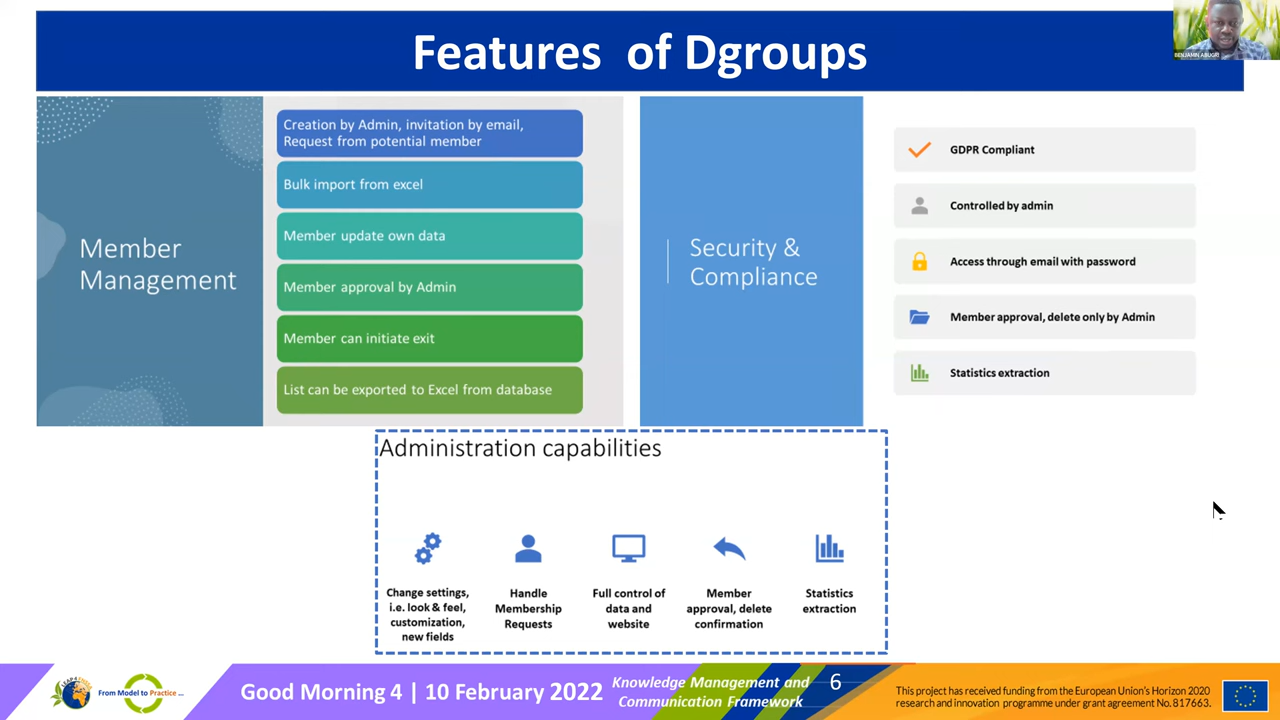 Features of Dgroups
BENJAMIN ABUGRI
Member
Management
Creation by Admin, invitation by email,
Request from potential member
Bulk import from excel
Member update own data
Member approval by Admin
Member can initiate exit
List can be exported to Excel from database
Security &
Compliance
GDPR Compliant
Controlled by admin
Access through email with password
Member approval, delete only by Admin
Statistics extraction
Administration capabilities
Change settings,
i.e. look & feel,
customization,
new fields
Handle
Membership
Requests
Full control of
data and
website
Member
approval, delete
confirmation
Statistics
extraction
From Model to Practice ...
Good Morning 4 | 10 February 2022
Knowledge Management and
Communication Framework
6
This project has received funding from the European Union's Horizon 2020
research and innovation programme under grant agreement No. 817663.